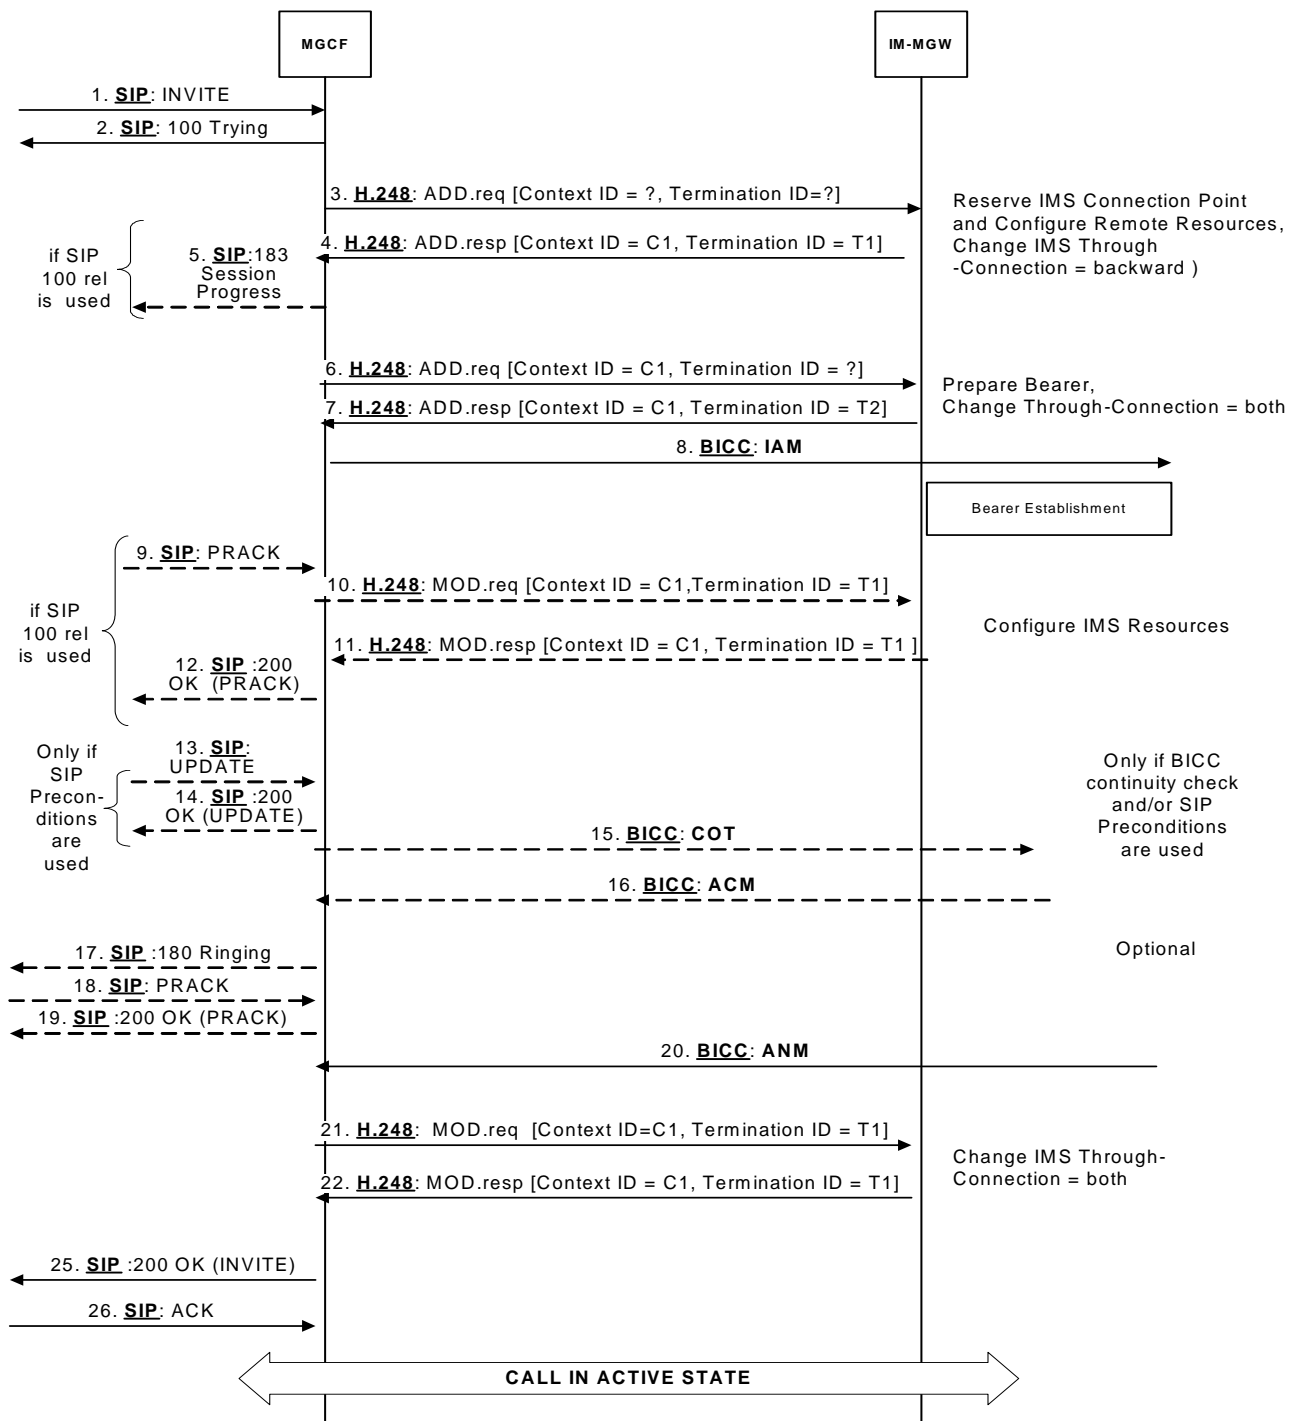 MGCF
IM-MGW
1. SIP: INVITE
2. SIP: 100 Trying
3. H.248: ADD.req [Context ID = ?, Termination ID=?]
Reserve IMS Connection Point
and Configure Remote Resources,
Change IMS Through
-Connection = backward )
4. H.248: ADD.resp [Context ID = C1, Termination ID = T1]
if SIP
100 rel
is used
5. SIP:183
Session
Progress
6. H.248: ADD.req [Context ID = C1, Termination ID = ?]
Prepare Bearer,
Change Through-Connection = both
7. H.248: ADD.resp [Context ID = C1, Termination ID = T2]
8. BICC: IAM
Bearer Establishment
9. SIP: PRACK
10. H.248: MOD.req [Context ID = C1,Termination ID = T1]
if SIP
100 rel
is used
Configure IMS Resources
11. H.248: MOD.resp [Context ID = C1, Termination ID = T1 ]
12. SIP :200
OK (PRACK)
Only if
SIP
Precon-
ditions
are
used
13. SIP:
UPDATE
14. SIP :200
OK (UPDATE)
Only if BICC
continuity check
and/or SIP
Preconditions
are used
15. BICC: COT
16. BICC: ACM
17. SIP :180 Ringing
Optional
18. SIP: PRACK
19. SIP :200 OK (PRACK)
20. BICC: ANM
21. H.248: MOD.req [Context ID=C1, Termination ID = T1]
Change IMS Through-
Connection = both
22. H.248: MOD.resp [Context ID = C1, Termination ID = T1]
25. SIP :200 OK (INVITE)
26. SIP: ACK
CALL IN ACTIVE STATE